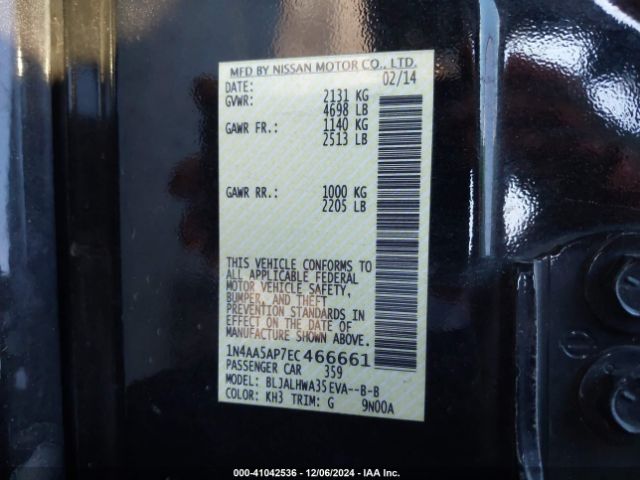 MFD BY NISSAN MOTOR CO., LTD.
DATE: 02/14
GVWR: 2131 KG
4698 LB
GAWR FR.: 1140 KG
2513 LB
GAWR RR.: 1000 KG
2205 LB
THIS VEHICLE CONFORMS TO
ALL APPLICABLE FEDERAL
MOTOR VEHICLE SAFETY,
BUMPER, AND THEFT
PREVENTION STANDARDS IN
EFFECT ON THE DATE OF
MANUFACTURE SHOWN ABOVE.
1N4AA5AP7EC466661
PASSENGER CAR 359
MODEL: BLJALHWA35EVA--B-B
COLOR: KH3 TRIM: G 9N00A
000-41042536 - 12/06/2024 - IAA Inc.